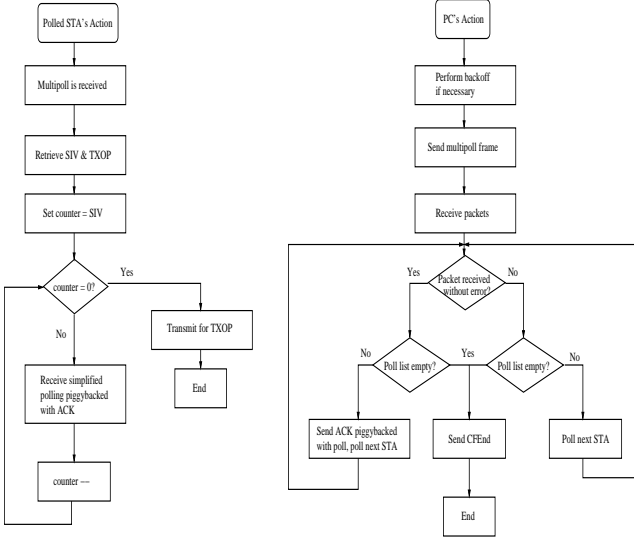 Polled STA's Action
Multipoll is received
Retrieve SIV & TXOP
Set counter = SIV
counter = 0?
Yes
No
Transmit for TXOP
End
Receive simplified
polling piggybacked
with ACK
counter --
PC's Action
Perform backoff
if necessary
Send multipoll frame
Receive packets
Packet received
without error?
Yes
No
Poll list empty?
Poll list empty?
No
Yes
No
Send ACK piggybacked
with poll, poll next STA
Send CFEnd
Poll next STA
End